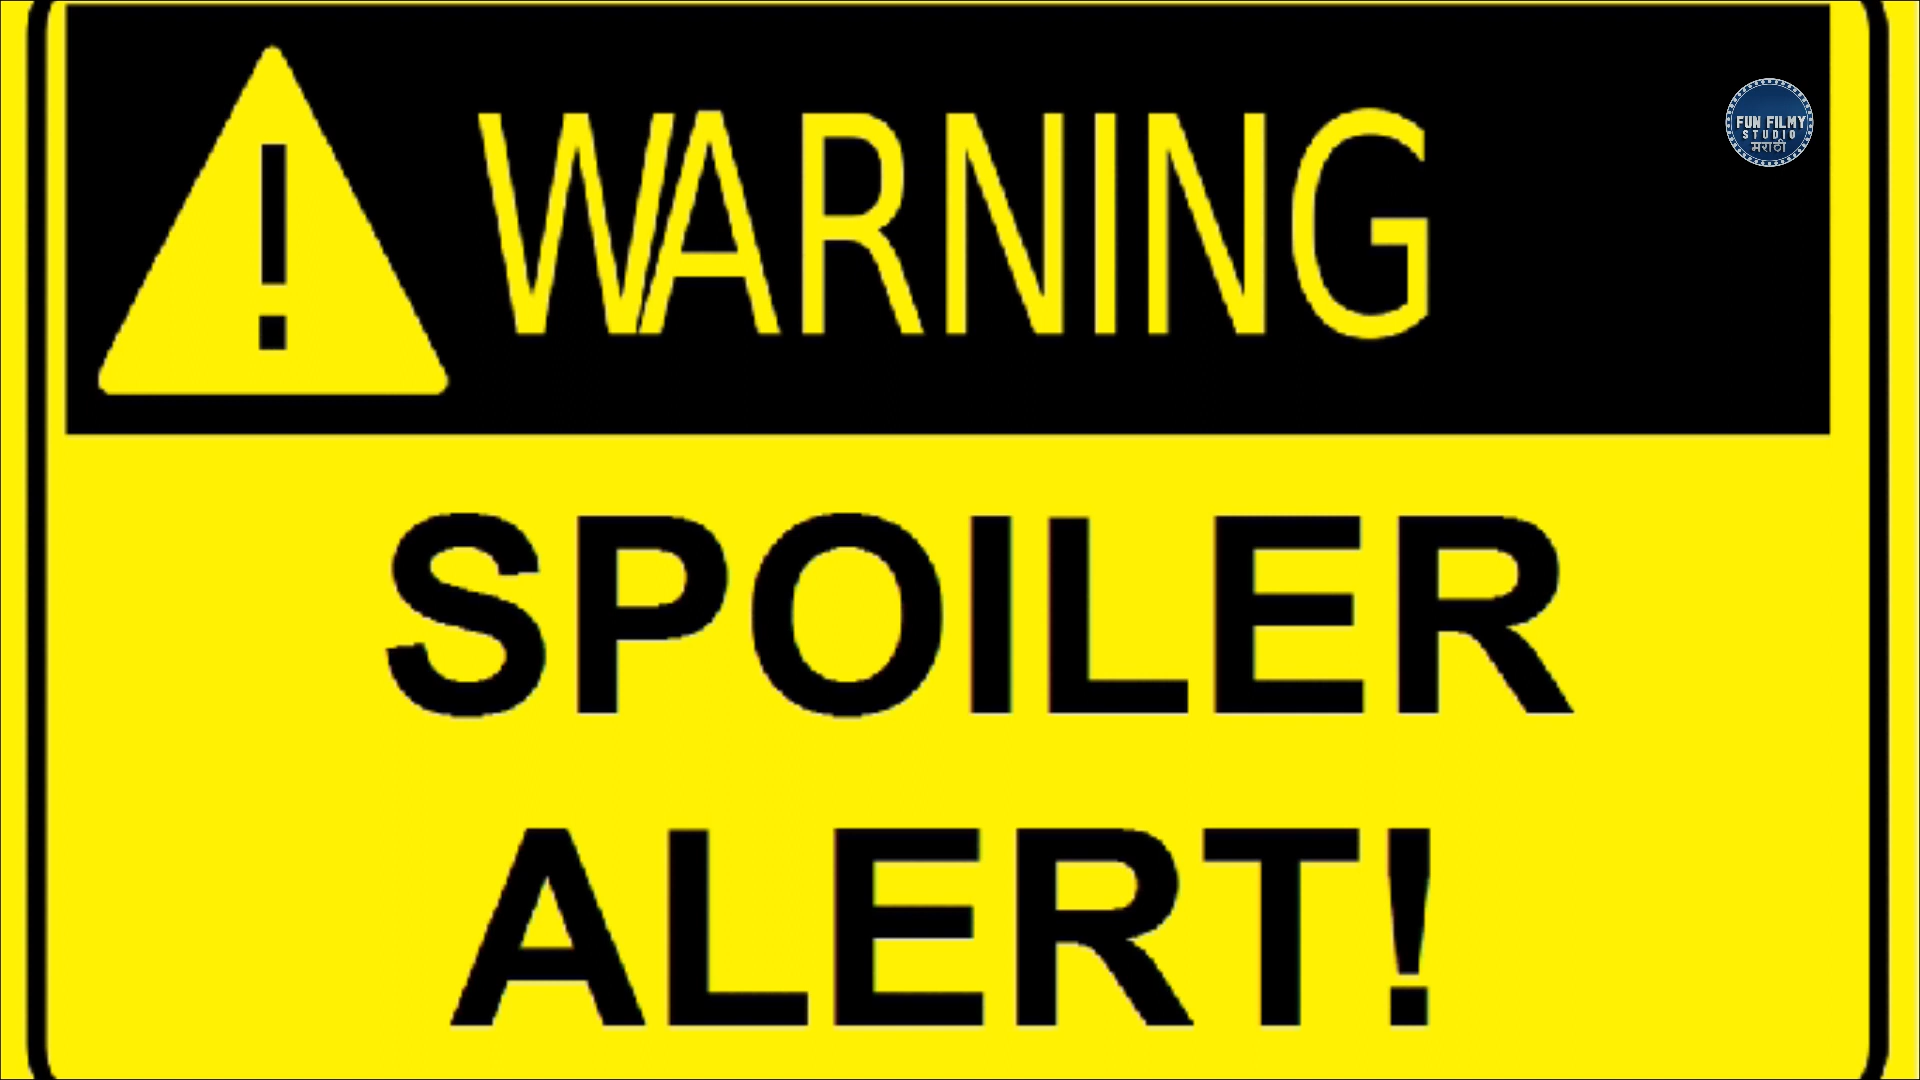 WARNING
FUN FILMY
STUDIO
मराठी
SPOILER
ALERT!